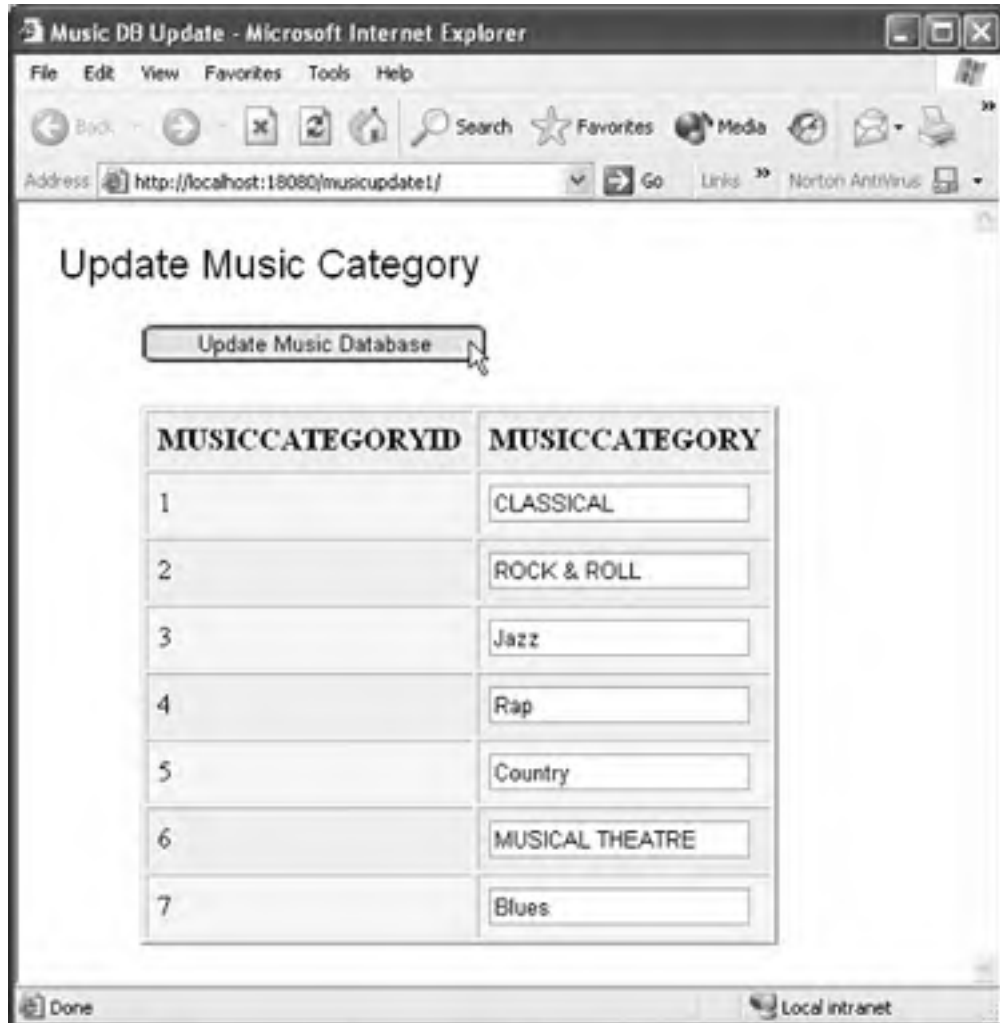 Music DB Update - Microsoft Internet Explorer
File Edit View Favorites Tools Help
Back Search Favorites Media
Address http://localhost:18080/musicupdate1/ Go Links Norton AntiVirus
Update Music Category
Update Music Database
MUSICCATEGORYID MUSICCATEGORY
1 CLASSICAL
2 ROCK & ROLL
3 Jazz
4 Rap
5 Country
6 MUSICAL THEATRE
7 Blues
Done Local intranet